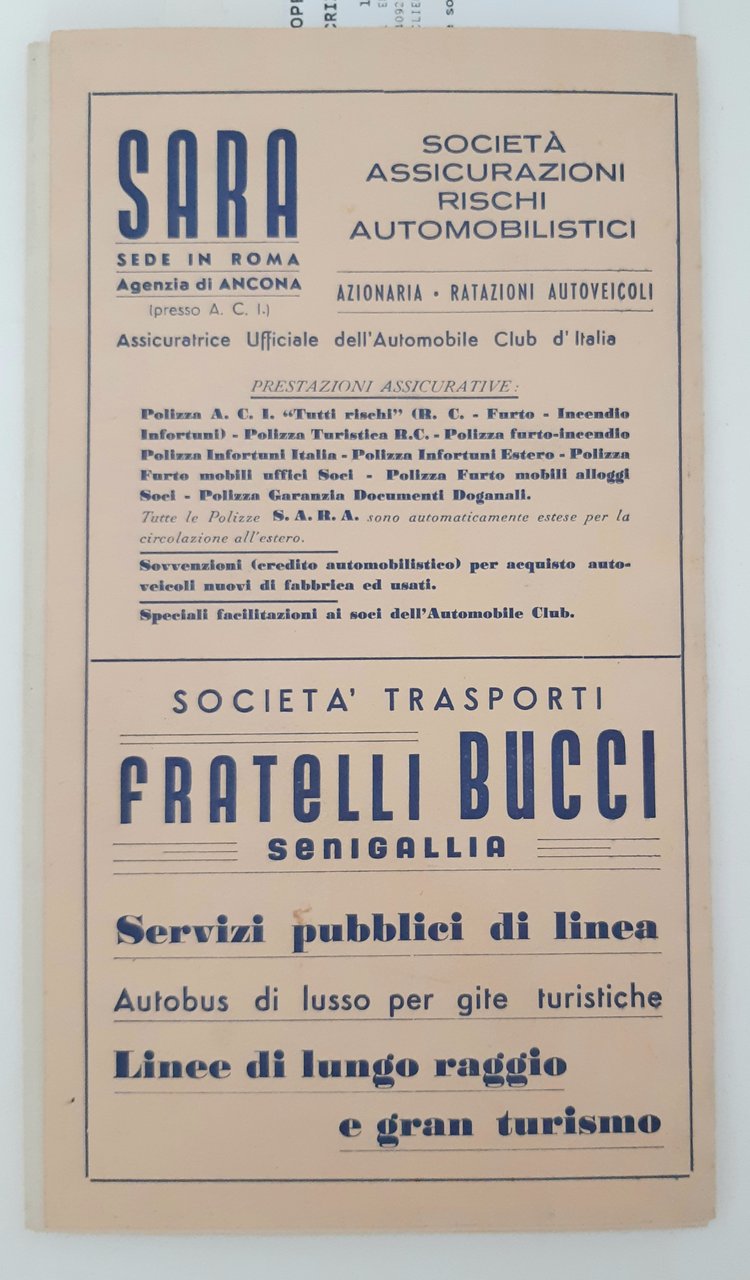 SARA
SEDE IN ROMA
Agenzia di ANCONA
(presso A. C. I.)
SOCIETÀ
ASSICURAZIONI
RISCHI
AUTOMOBILISTICI
AZIONARIA • RATAZIONI AUTOVEICOLI
Assicuratrice Ufficiale dell'Automobile Club d'Italia
PRESTAZIONI ASSICURATIVE:
Polizza A. C. I. “Tutti rischi” (R. C. - Furto - Incendio
Infortuni) - Polizza Turistica R.C. - Polizza furto-incendio
Polizza Infortuni Italia - Polizza Infortuni Estero - Polizza
Furto mobili uffici Soci - Polizza Furto mobili alloggi
Soci - Polizza Garanzia Documenti Doganali.
Tutte le Polizze S. A. R. A. sono automaticamente estese per la
circolazione all'estero.
Sovvenzioni (credito automobilistico) per acquisto auto-
veicoli nuovi di fabbrica ed usati.
Speciali facilitazioni ai soci dell'Automobile Club.
SOCIETA' TRASPORTI
FRATELLI BUCCI
SENIGALLIA
Servizi pubblici di linea
Autobus di lusso per gite turistiche
Linee di lungo raggio
e gran turismo